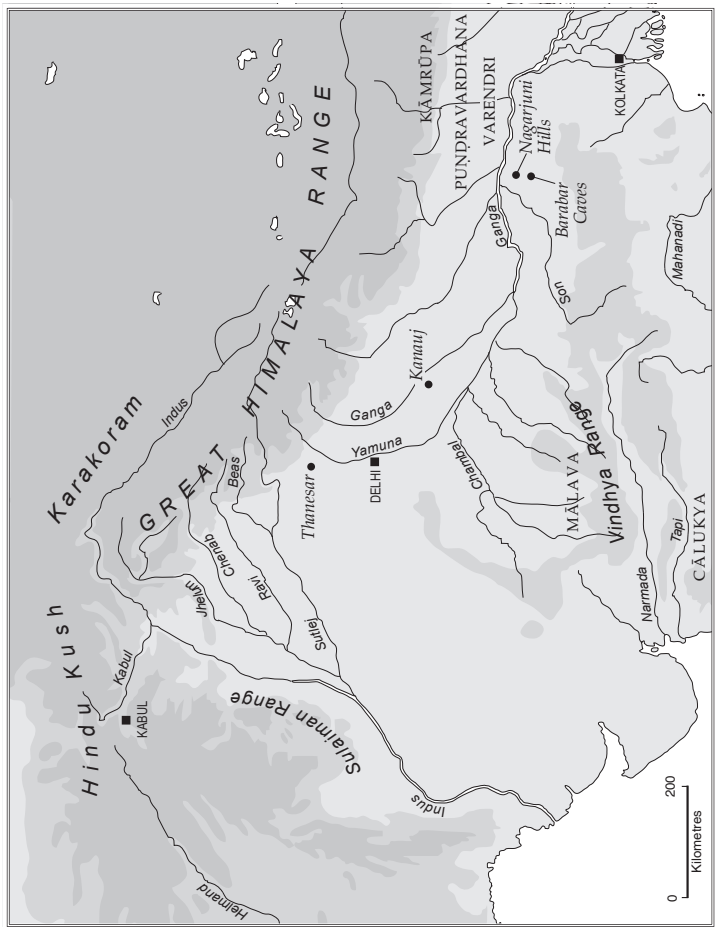 Hindu Kush
Karakoram
GREAT HIMALAYA RANGE
Kabul
KABUL
Helmand
Indus
Jhelum
Chenab
Ravi
Beas
Sutlej
Sulaiman Range
Indus
Thanesar
DELHI
Yamuna
Ganga
Kanauj
Chambal
MĀLAVA
Vindhya Range
Narmada
Tapi
CĀLUKYA
Ganga
Son
Mahanadi
KĀMRŪPA
PUṆḌRAVARDHANA
VARENDRI
Nagarjuni
Hills
Barabar
Caves
KOLKATA
0
200
Kilometres